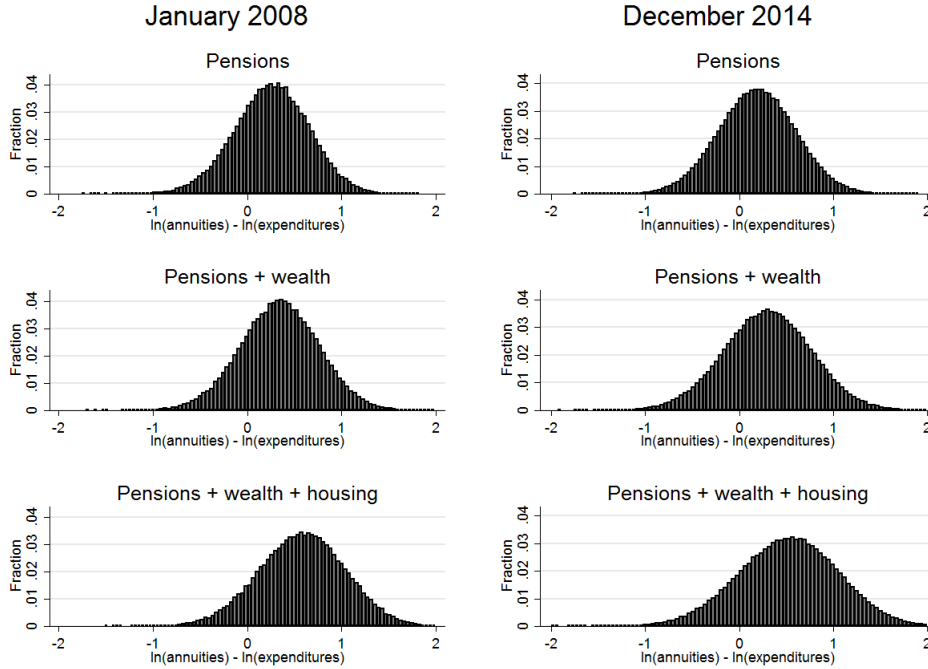 January 2008
December 2014
Pensions
Fraction
0 .01 .02 .03 .04
-2 -1 0 1 2
ln(annuities) - ln(expenditures)
Pensions
Fraction
0 .01 .02 .03 .04
-2 -1 0 1 2
ln(annuities) - ln(expenditures)
Pensions + wealth
Fraction
0 .01 .02 .03 .04
-2 -1 0 1 2
ln(annuities) - ln(expenditures)
Pensions + wealth
Fraction
0 .01 .02 .03 .04
-2 -1 0 1 2
ln(annuities) - ln(expenditures)
Pensions + wealth + housing
Fraction
0 .01 .02 .03 .04
-2 -1 0 1 2
ln(annuities) - ln(expenditures)
Pensions + wealth + housing
Fraction
0 .01 .02 .03 .04
-2 -1 0 1 2
ln(annuities) - ln(expenditures)